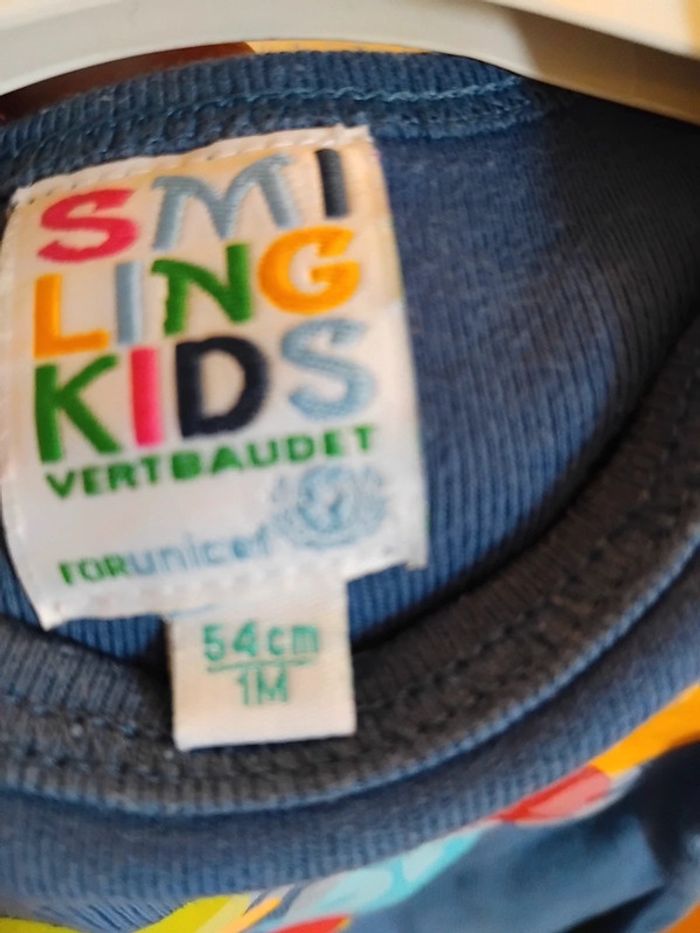 SMI
LING
KIDS
VERTBAUDET
FORunicef
54cm
1M